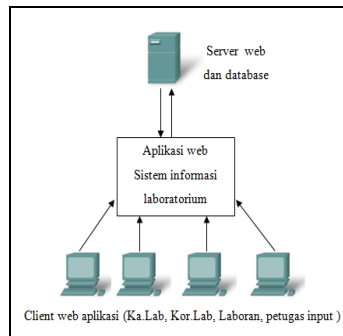 Server web
dan database
Aplikasi web
Sistem informasi
laboratorium
Client web aplikasi (Ka.Lab, Kor.Lab, Laboran, petugas input )